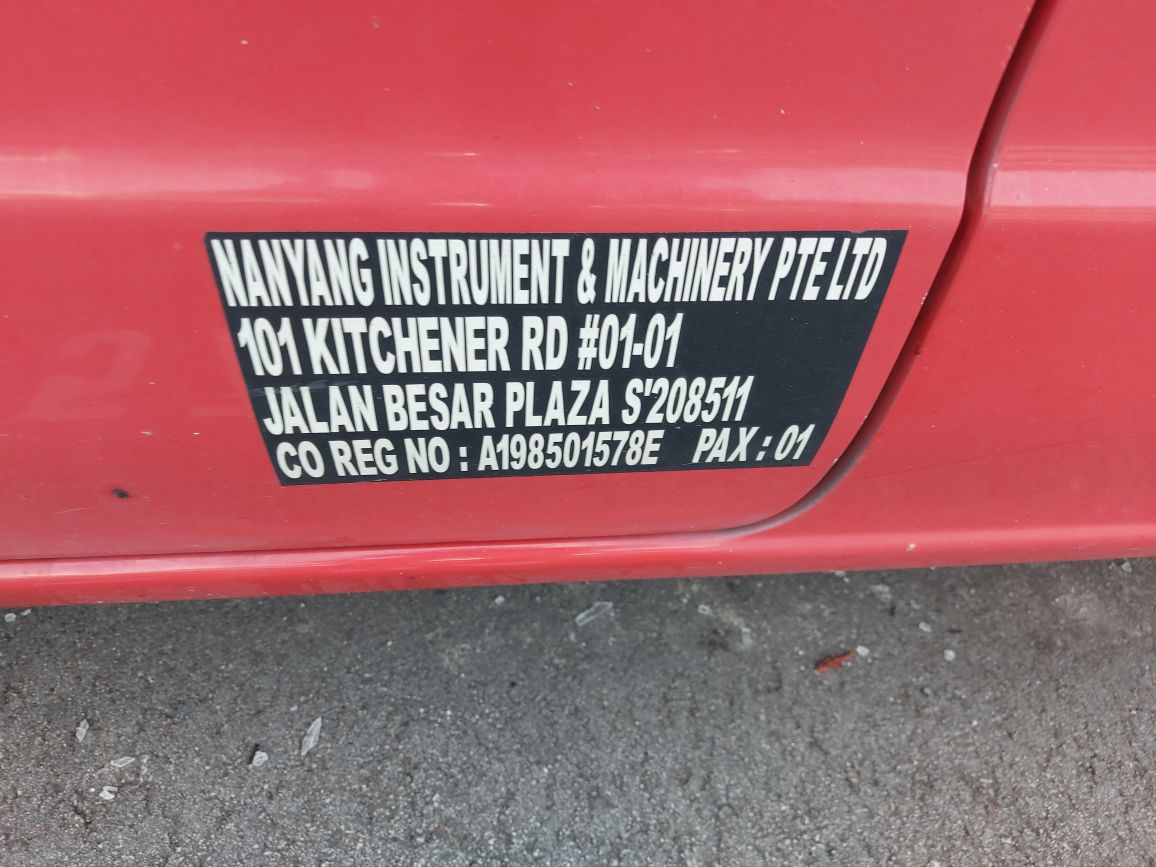 NANYANG INSTRUMENT & MACHINERY PTE LTD
101 KITCHENER RD #01-01
JALAN BESAR PLAZA S'208511
CO REG NO : A198501578E PAX : 01